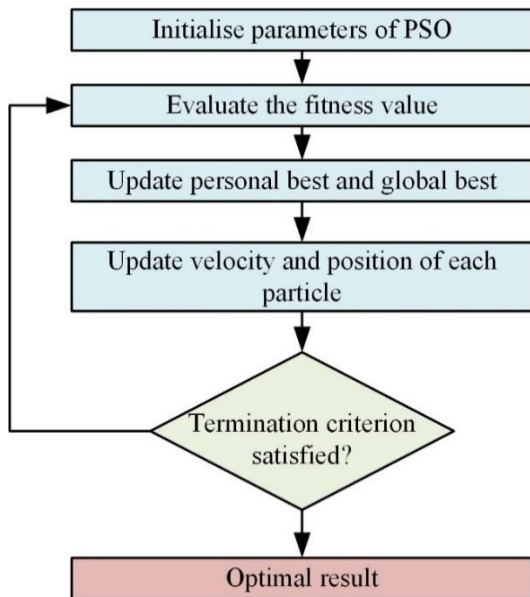 Initialise parameters of PSO
Evaluate the fitness value
Update personal best and global best
Update velocity and position of each
particle
Termination criterion
satisfied?
Optimal result